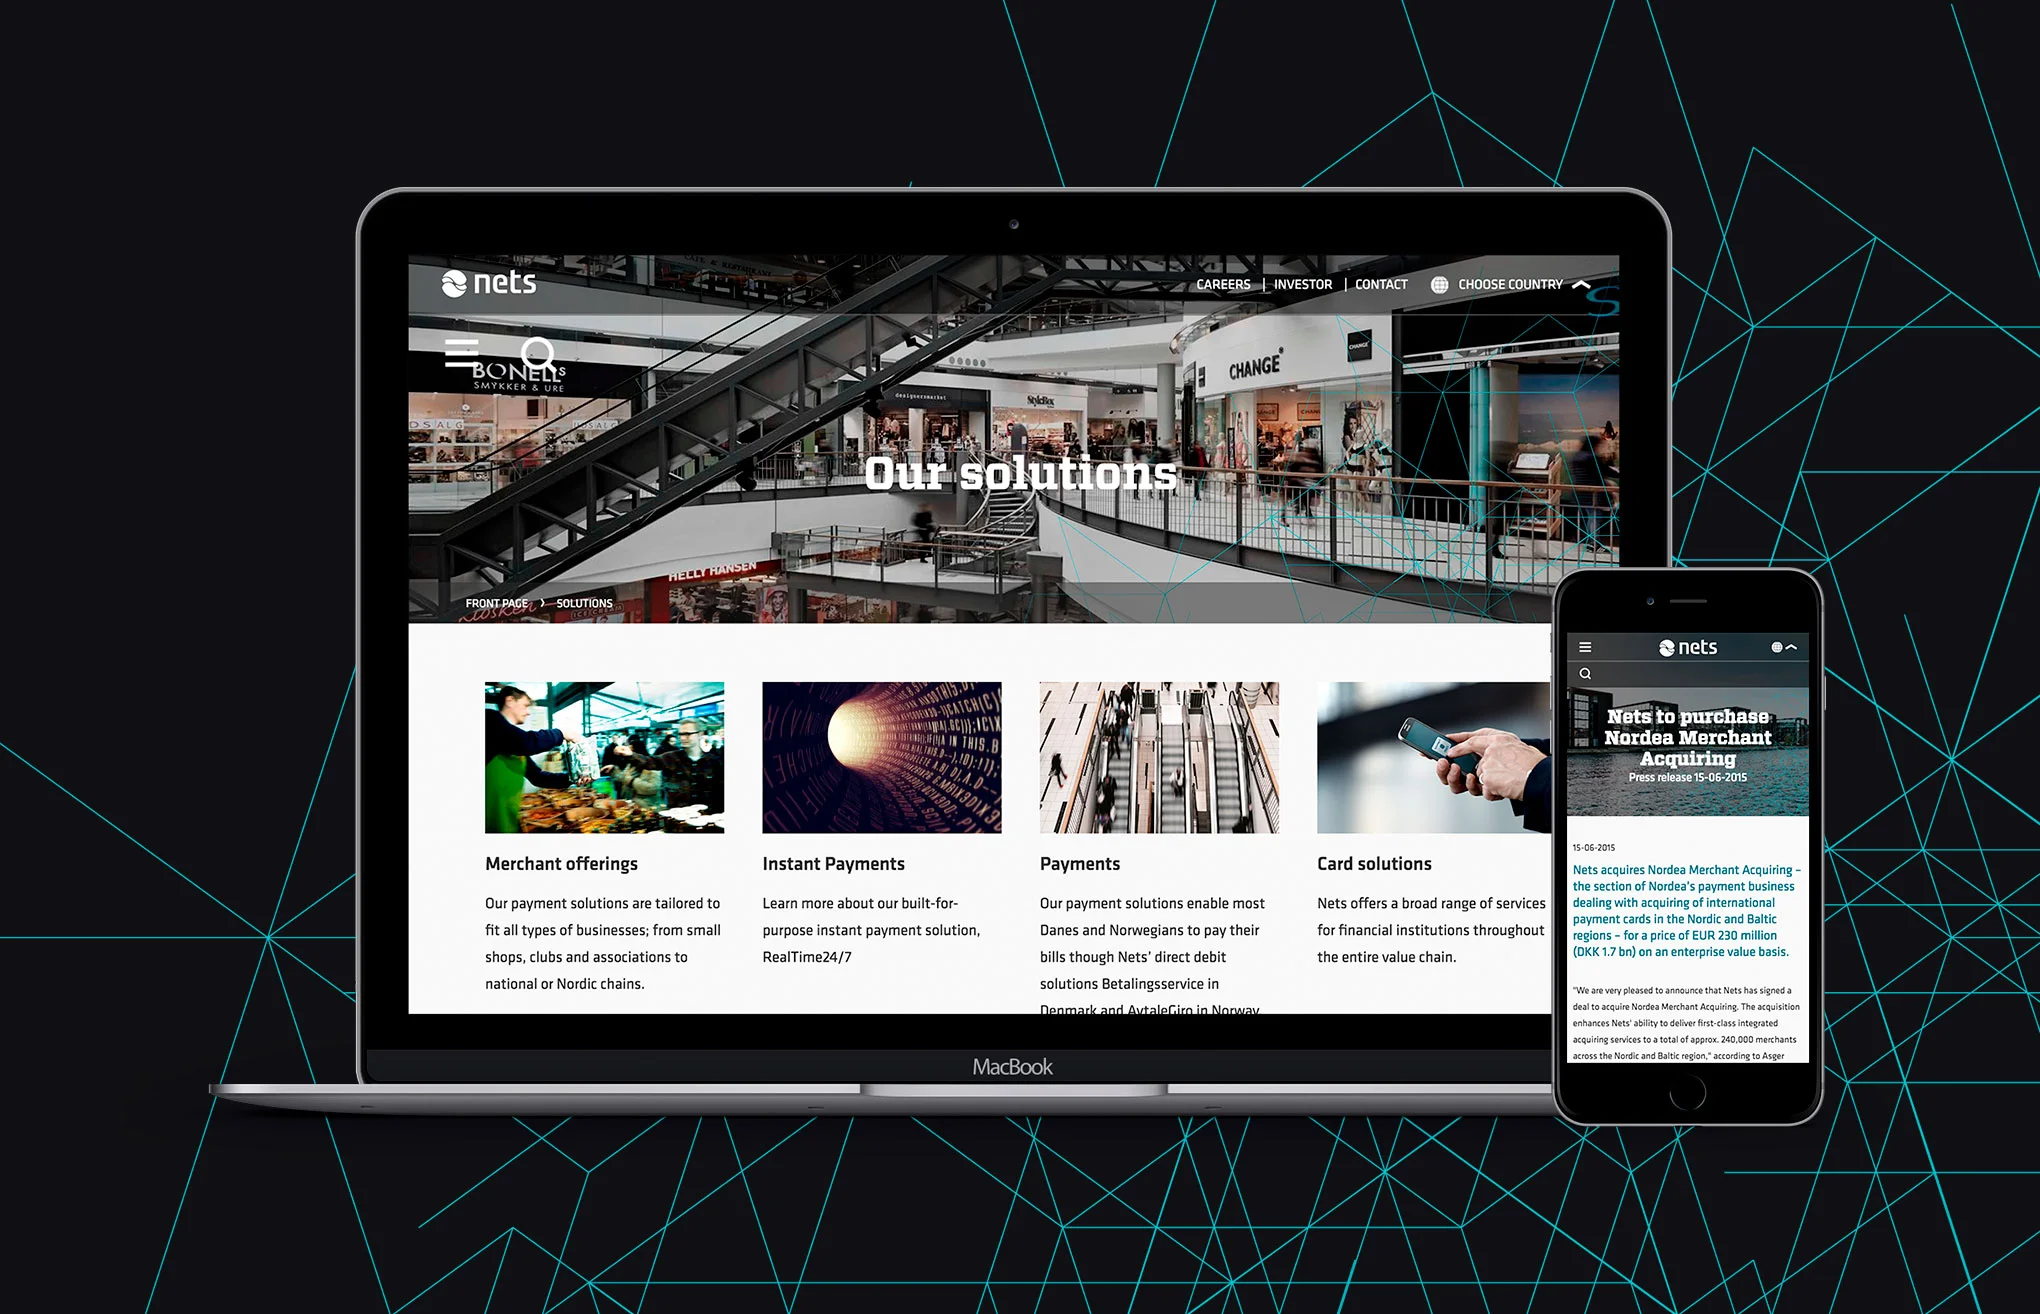 nets
CAREERS | INVESTOR | CONTACT CHOOSE COUNTRY
BONELLS
SMYKKER & URE
designersmarket
StyleBox
CHANGE
CHANGE
CHANGE
CHANGE
Our solutions
HELLY HANSEN
FRONT PAGE > SOLUTIONS
Merchant offerings
Our payment solutions are tailored to
fit all types of businesses; from small
shops, clubs and associations to
national or Nordic chains.
Instant Payments
Learn more about our built-for-
purpose instant payment solution,
RealTime24/7
Payments
Our payment solutions enable most
Danes and Norwegians to pay their
bills though Nets' direct debit
solutions Betalingsservice in
Denmark and AvtaleGiro in Norway
Card solutions
Nets offers a broad range of services
for financial institutions throughout
the entire value chain.
MacBook
nets
Nets to purchase
Nordea Merchant
Acquiring
Press release 15-06-2015
15-06-2015
Nets acquires Nordea Merchant Acquiring –
the section of Nordea's payment business
dealing with acquiring of international
payment cards in the Nordic and Baltic
regions – for a price of EUR 230 million
(DKK 1.7 bn) on an enterprise value basis.
"We are very pleased to announce that Nets has signed a
deal to acquire Nordea Merchant Acquiring. The acquisition
enhances Nets' ability to deliver first-class integrated
acquiring services to a total of approx. 240,000 merchants
across the Nordic and Baltic region," according to Asger